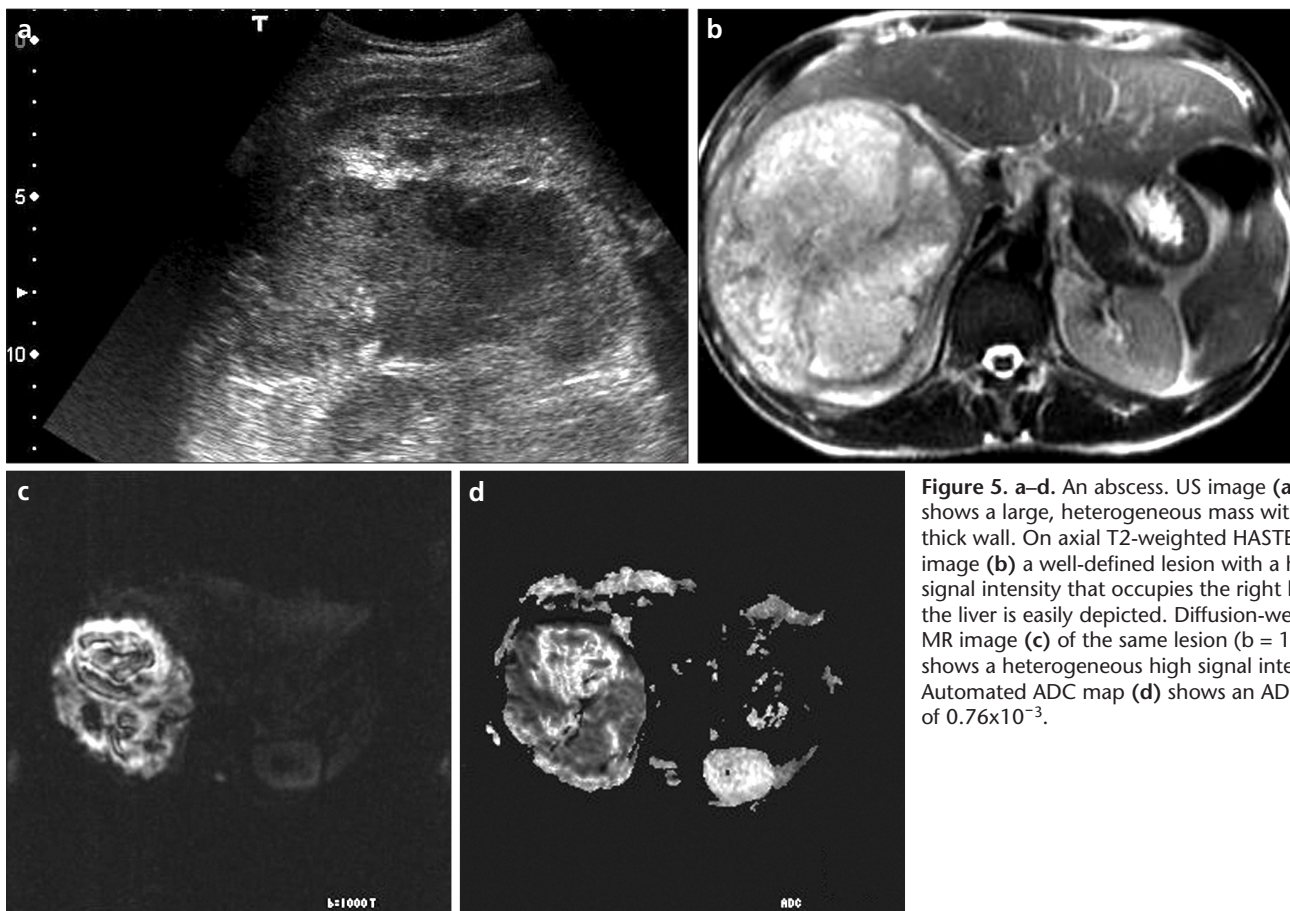 a
T
0
5
10
b
c
b=1000 T
d
ADC
Figure 5. a–d. An abscess. US image (a
shows a large, heterogeneous mass wit
thick wall. On axial T2-weighted HASTE
image (b) a well-defined lesion with a h
signal intensity that occupies the right l
the liver is easily depicted. Diffusion-we
MR image (c) of the same lesion (b = 1
shows a heterogeneous high signal inte
Automated ADC map (d) shows an AD
of 0.76x10⁻³.